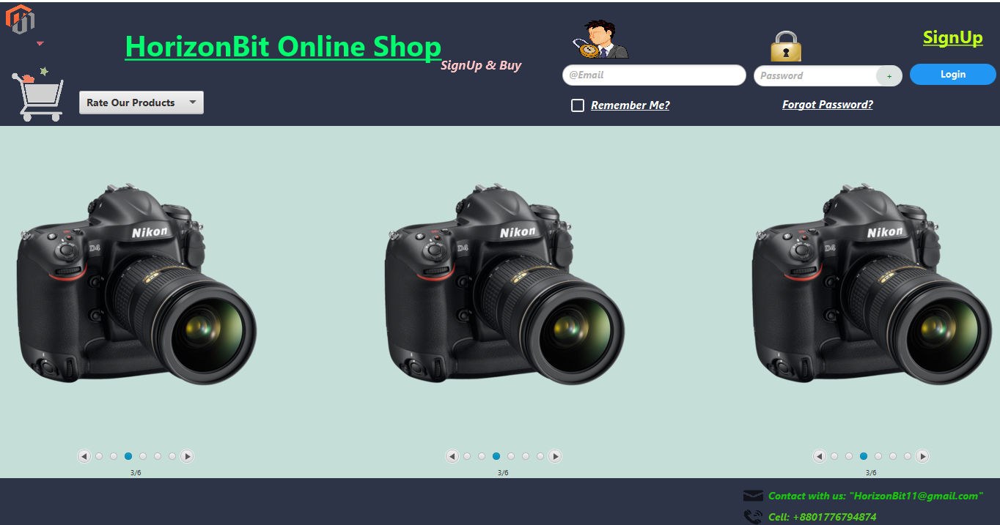 HorizonBit Online Shop
SignUp & Buy
SignUp
@Email
Password
+
Login
Rate Our Products
Remember Me?
Forgot Password?
Nikon
D4
Nikon
D4
Nikon
D4
3/6
3/6
3/6
Contact with us: "HorizonBit11@gmail.com"
Cell: +8801776794874